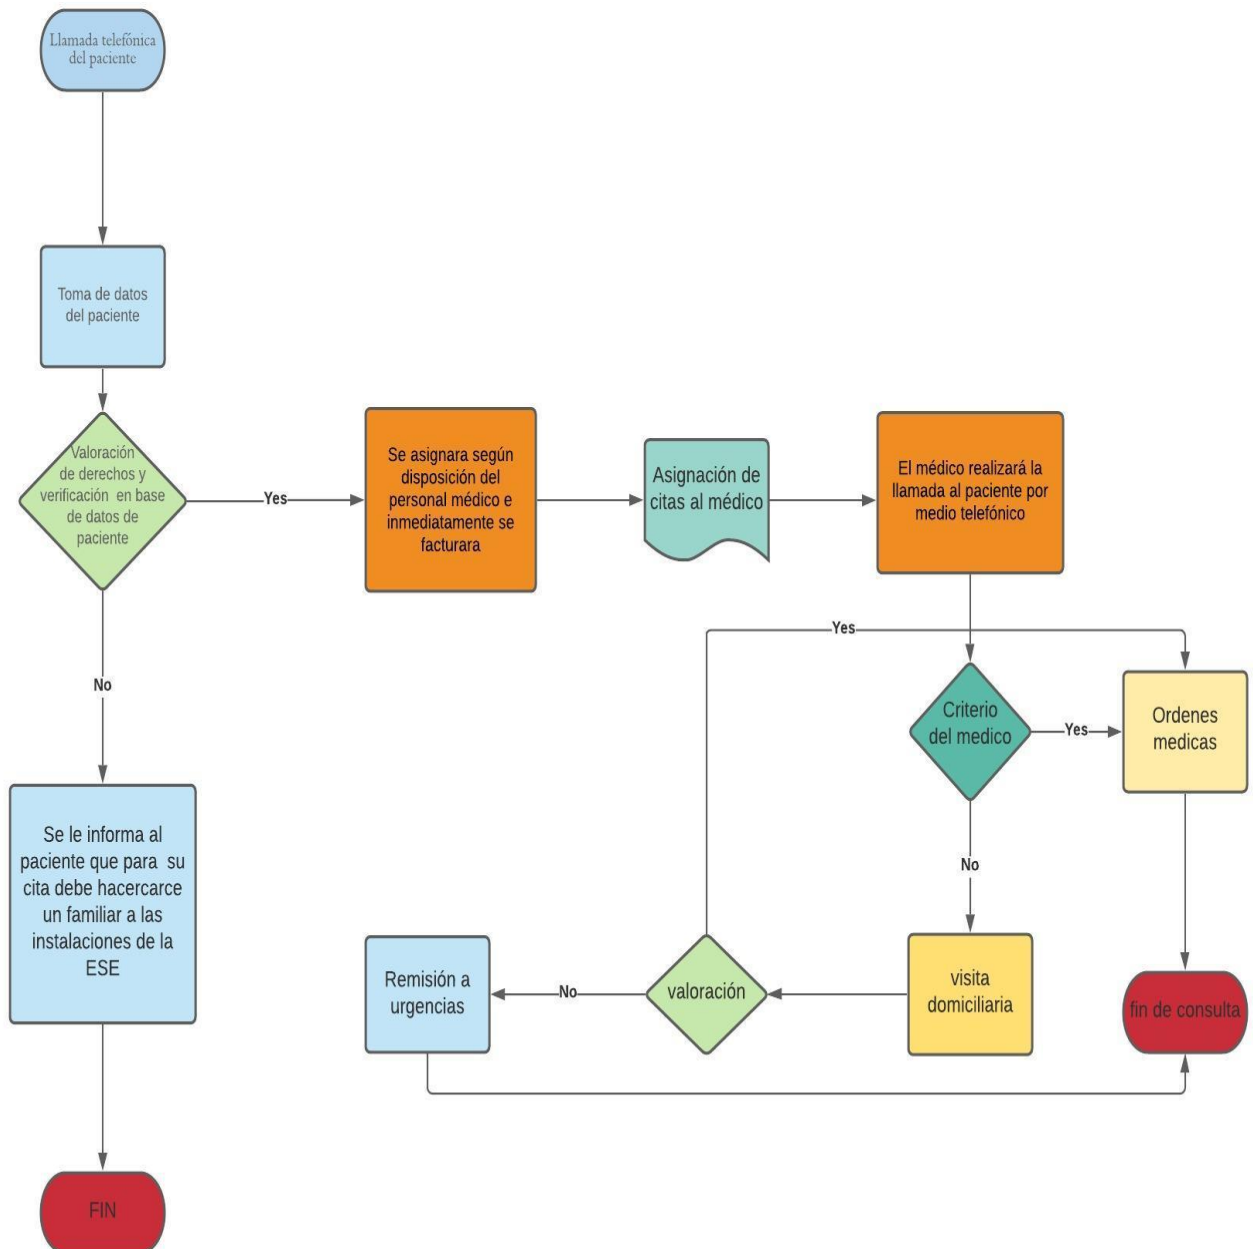 Llamada telefónica
del paciente
Toma de datos
del paciente
Valoración
de derechos y
verificación en base
de datos de
paciente
Yes
Se asignara según
disposición del
personal médico e
inmediatamente se
facturara
Asignación de
citas al médico
El médico realizará la
llamada al paciente por
medio telefónico
Yes
Criterio
del medico
Yes
Ordenes
medicas
No
No
Se le informa al
paciente que para su
cita debe hacercarce
un familiar a las
instalaciones de la
ESE
Remisión a
urgencias
No
valoración
visita
domiciliaria
fin de consulta
FIN